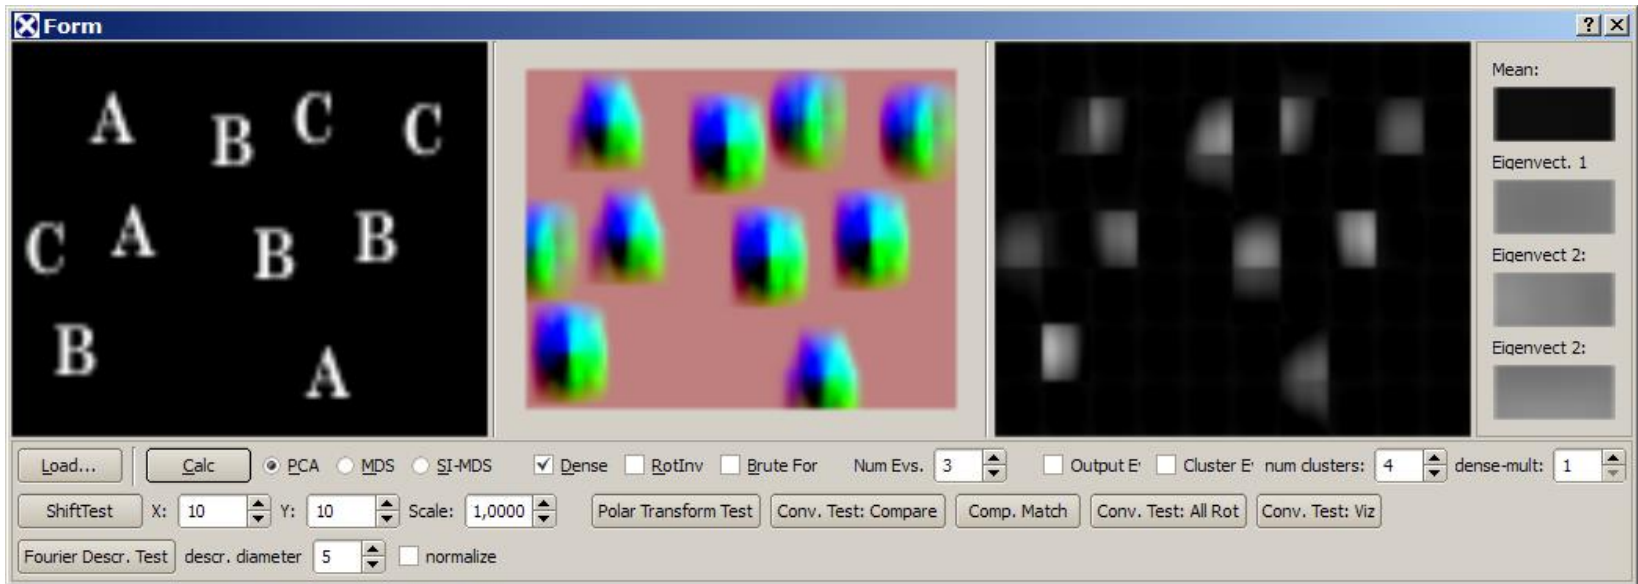 Form
A B C C
C A B B
B A
Mean:
Eigenvect. 1
Eigenvect 2:
Eigenvect 2:
Load... Calc PCA MDS SI-MDS Dense RotInv Brute For Num Evs. 3 Output E Cluster E num clusters: 4 dense-mult: 1
ShiftTest X: 10 Y: 10 Scale: 1,0000 Polar Transform Test Conv. Test: Compare Comp. Match Conv. Test: All Rot Conv. Test: Viz
Fourier Descr. Test descr. diameter 5 normalize